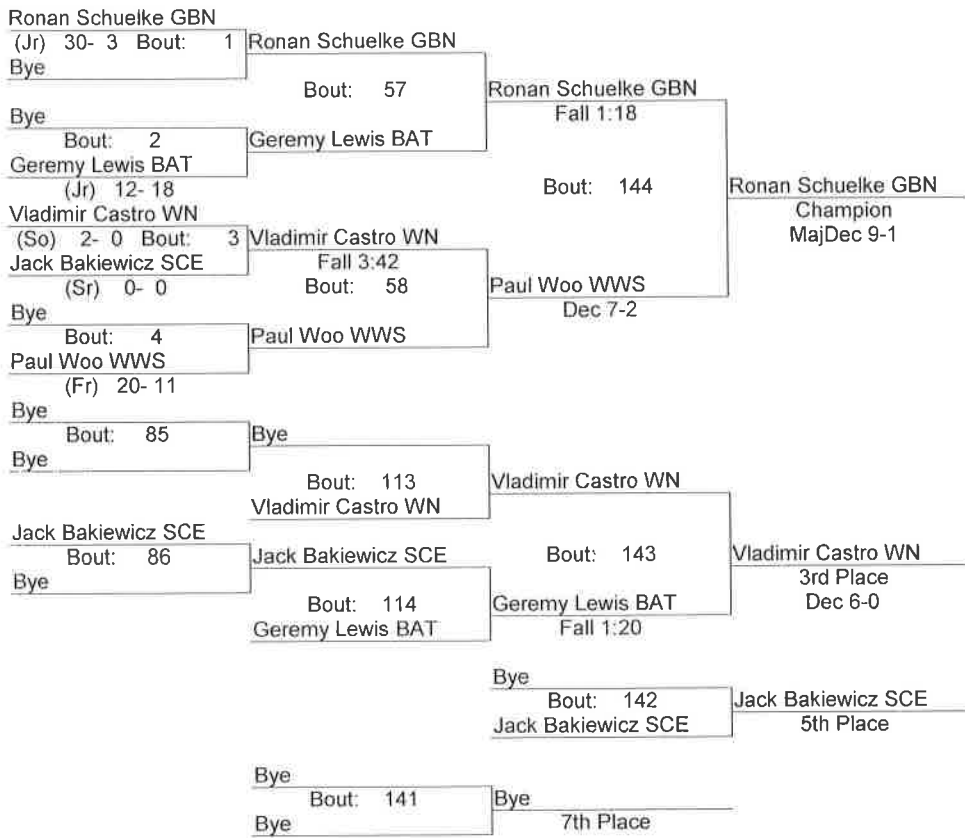 Ronan Schuelke GBN
(Jr) 30- 3 Bout: 1
Bye
Ronan Schuelke GBN
Bout: 57
Bye
Bout: 2
Geremy Lewis BAT
(Jr) 12- 18
Geremy Lewis BAT
Ronan Schuelke GBN
Fall 1:18
Bout: 144
Vladimir Castro WN
(So) 2- 0 Bout: 3
Jack Bakiewicz SCE
(Sr) 0- 0
Vladimir Castro WN
Fall 3:42
Bout: 58
Bye
Bout: 4
Paul Woo WWS
(Fr) 20- 11
Paul Woo WWS
Paul Woo WWS
Dec 7-2
Ronan Schuelke GBN
Champion
MajDec 9-1
Bye
Bout: 85
Bye
Bye
Bout: 113
Vladimir Castro WN
Vladimir Castro WN
Jack Bakiewicz SCE
Bout: 86
Bye
Jack Bakiewicz SCE
Bout: 114
Geremy Lewis BAT
Bout: 143
Geremy Lewis BAT
Fall 1:20
Vladimir Castro WN
3rd Place
Dec 6-0
Bye
Bout: 142
Jack Bakiewicz SCE
Jack Bakiewicz SCE
5th Place
Bye
Bout: 141
Bye
Bye
7th Place